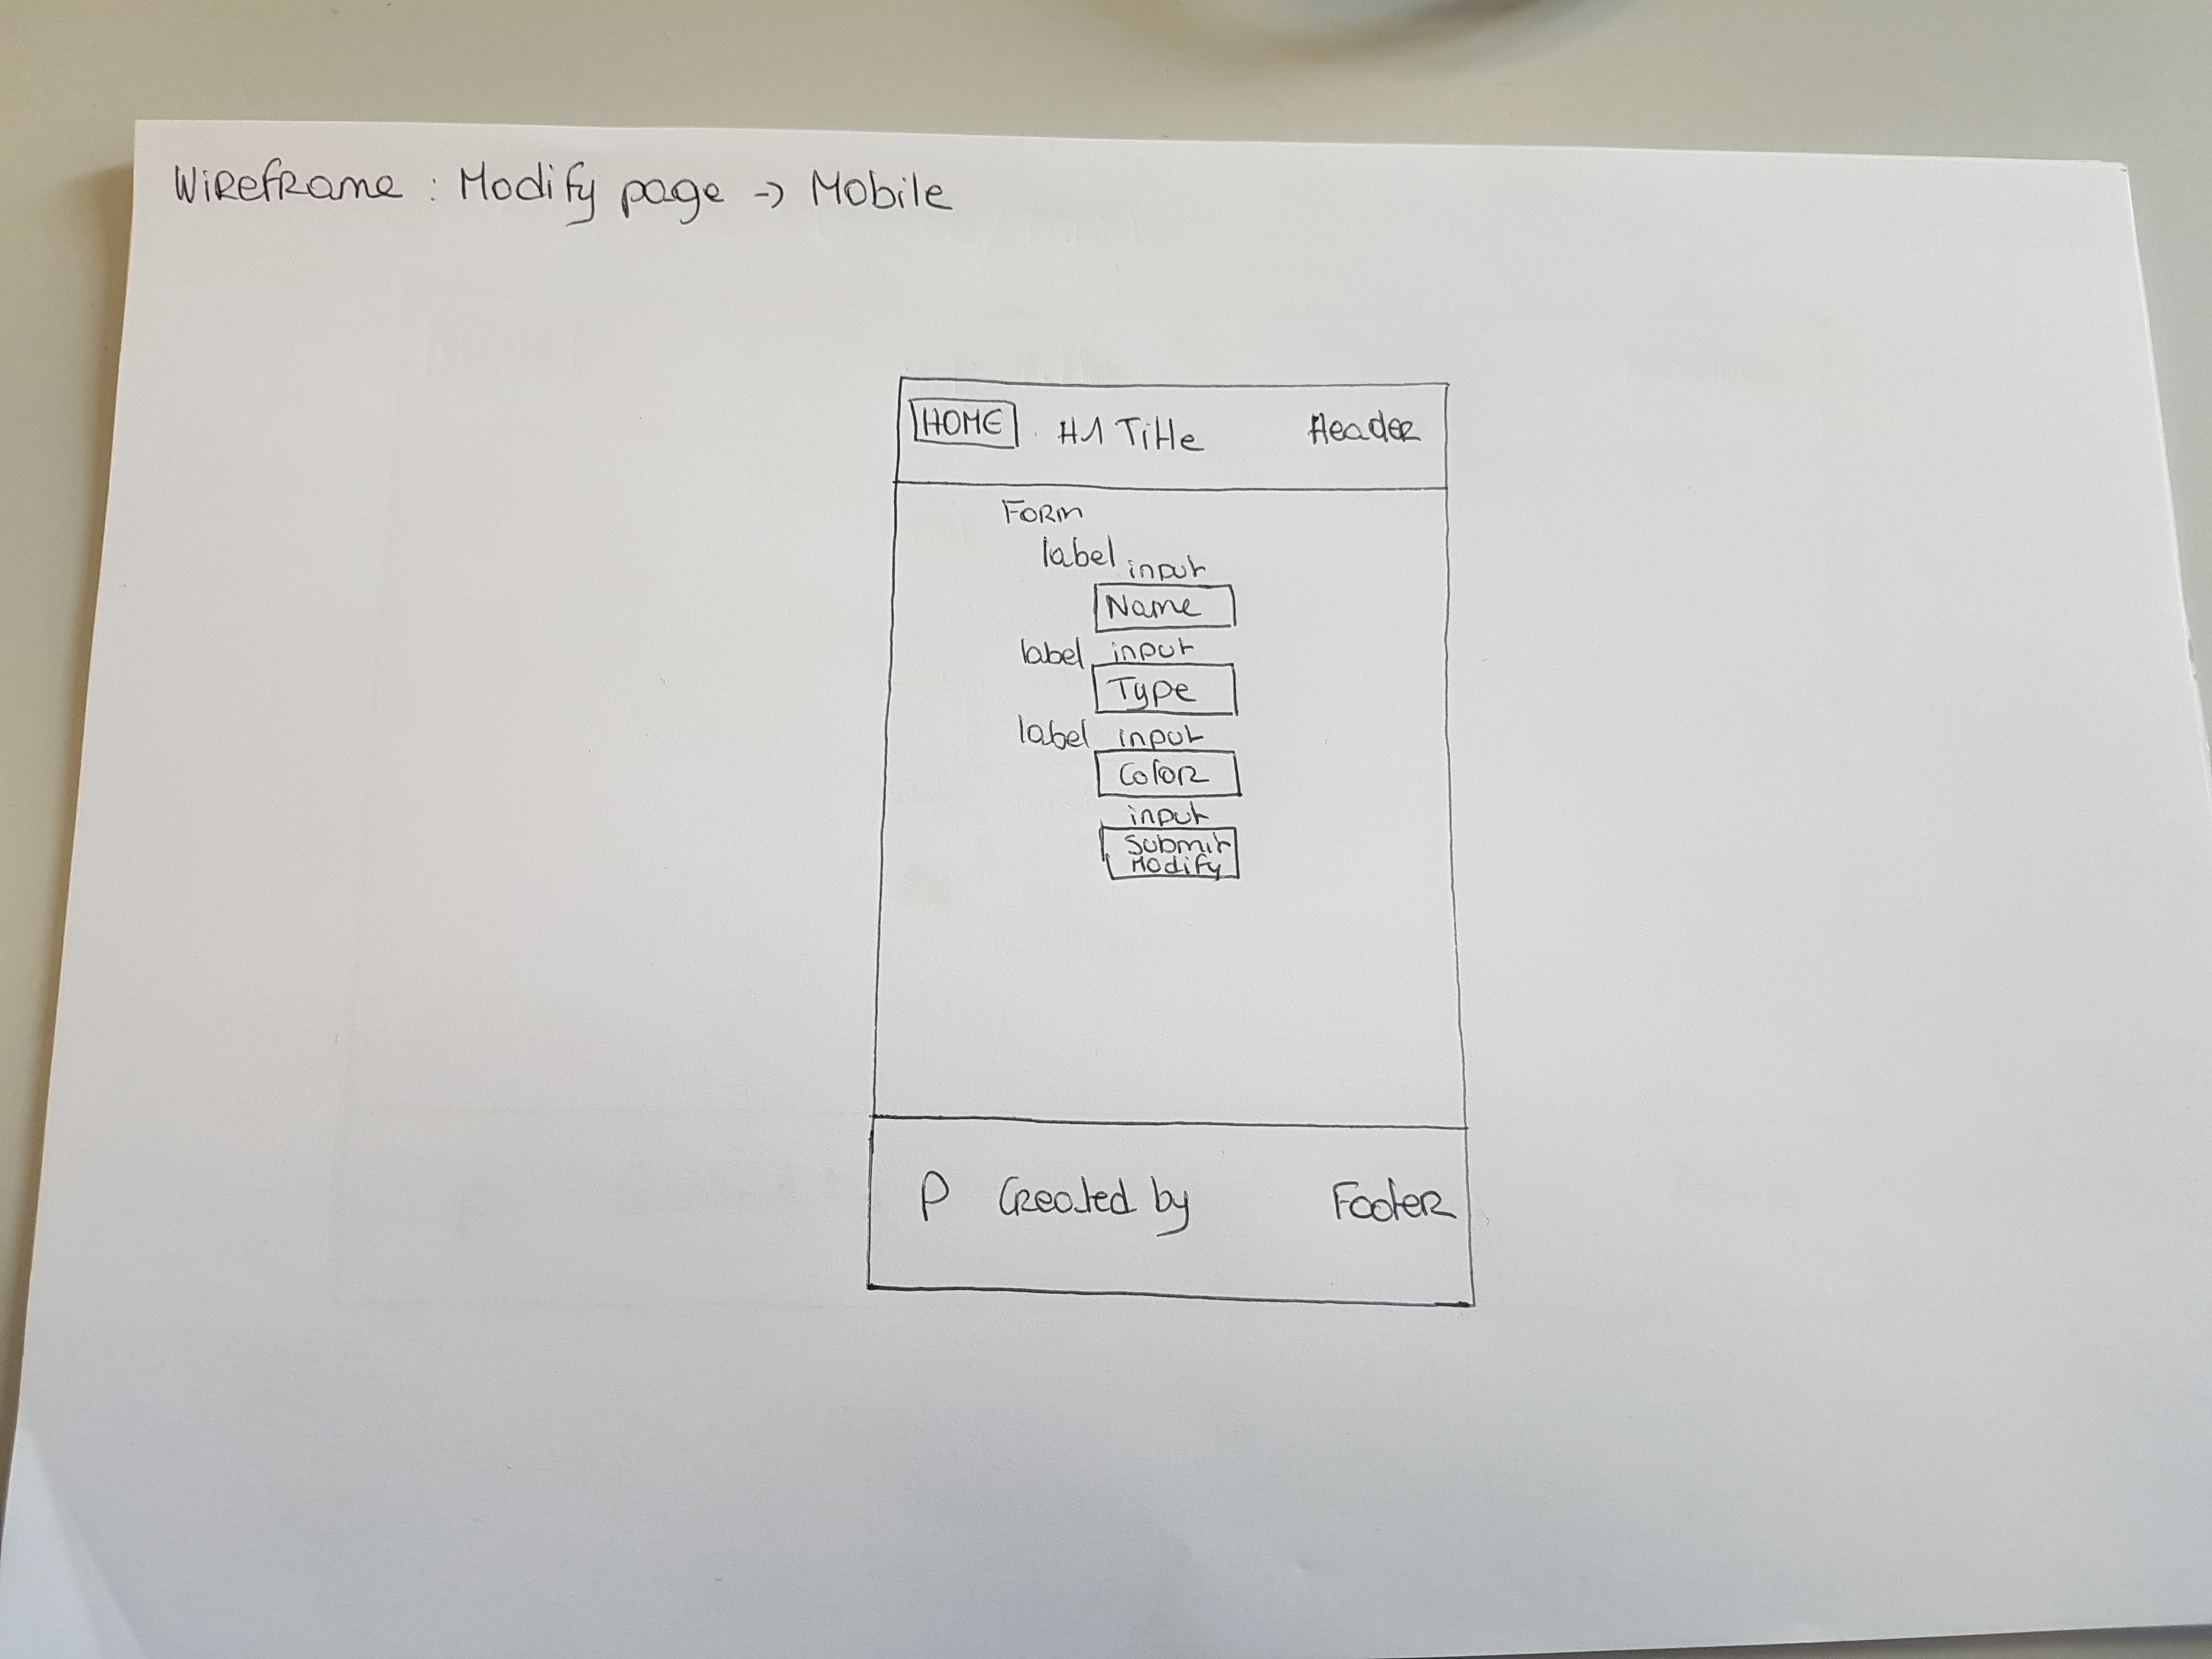 Wireframe : Modify page -> Mobile
HOME H1 Title Header
Form
label input
Name
label input
Type
label input
Color
input
Submit
Modify
P Created by Footer